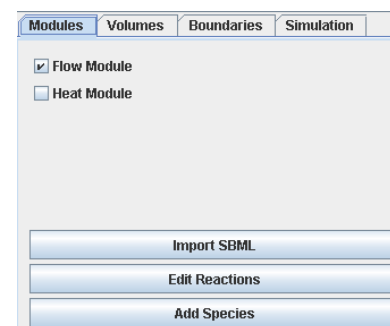 Modules Volumes Boundaries Simulation
Flow Module
Heat Module
Import SBML
Edit Reactions
Add Species